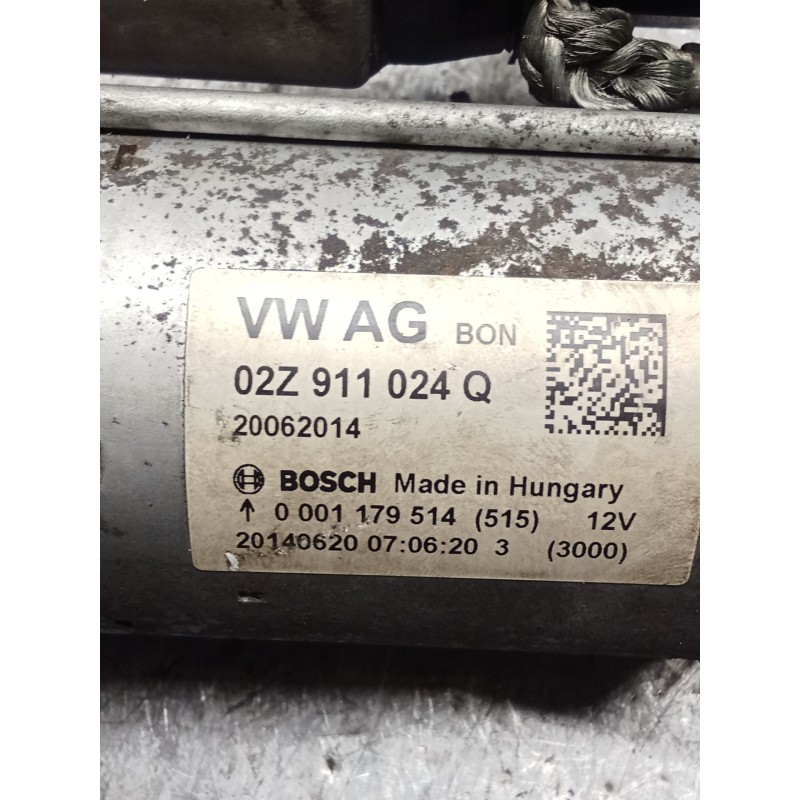 VW AG BON
02Z 911 024 Q
20062014
BOSCH Made in Hungary
↑ 0 001 179 514 (515) 12V
20140620 07:06:20 3 (3000)